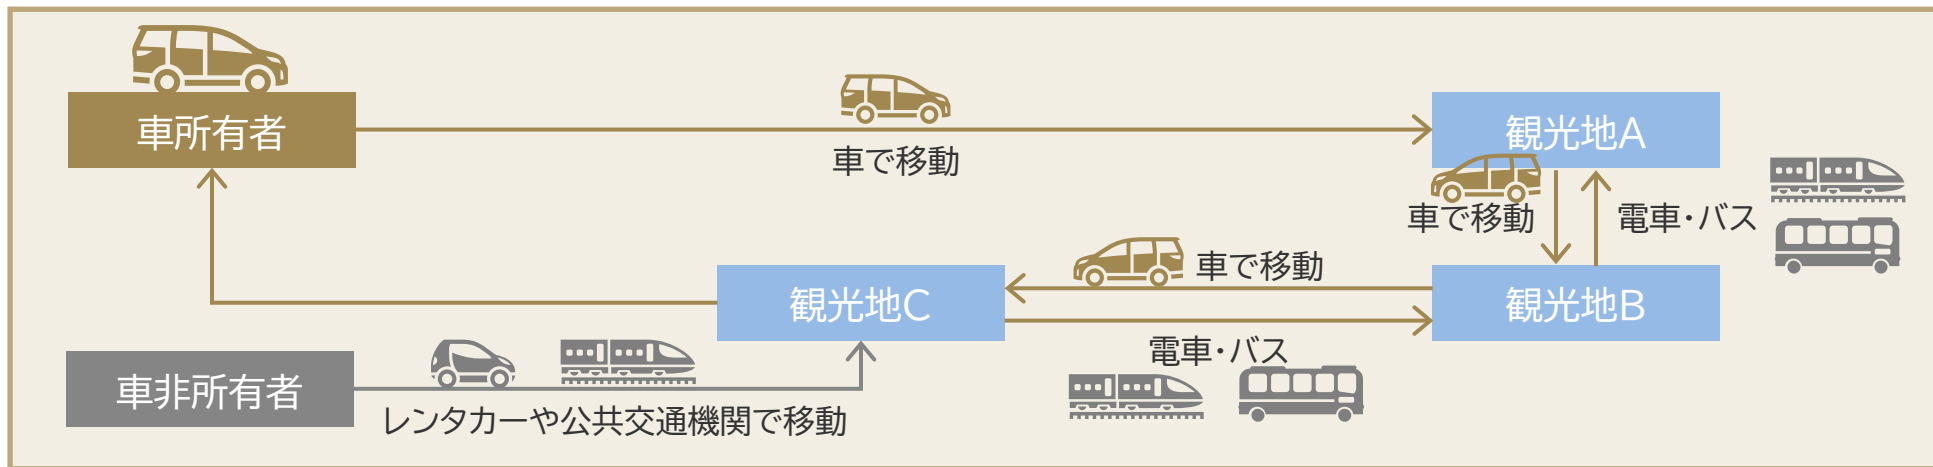 車所有者
車で移動
観光地A
車で移動
電車・バス
観光地C
車で移動
観光地B
電車・バス
車非所有者
レンタカーや公共交通機関で移動